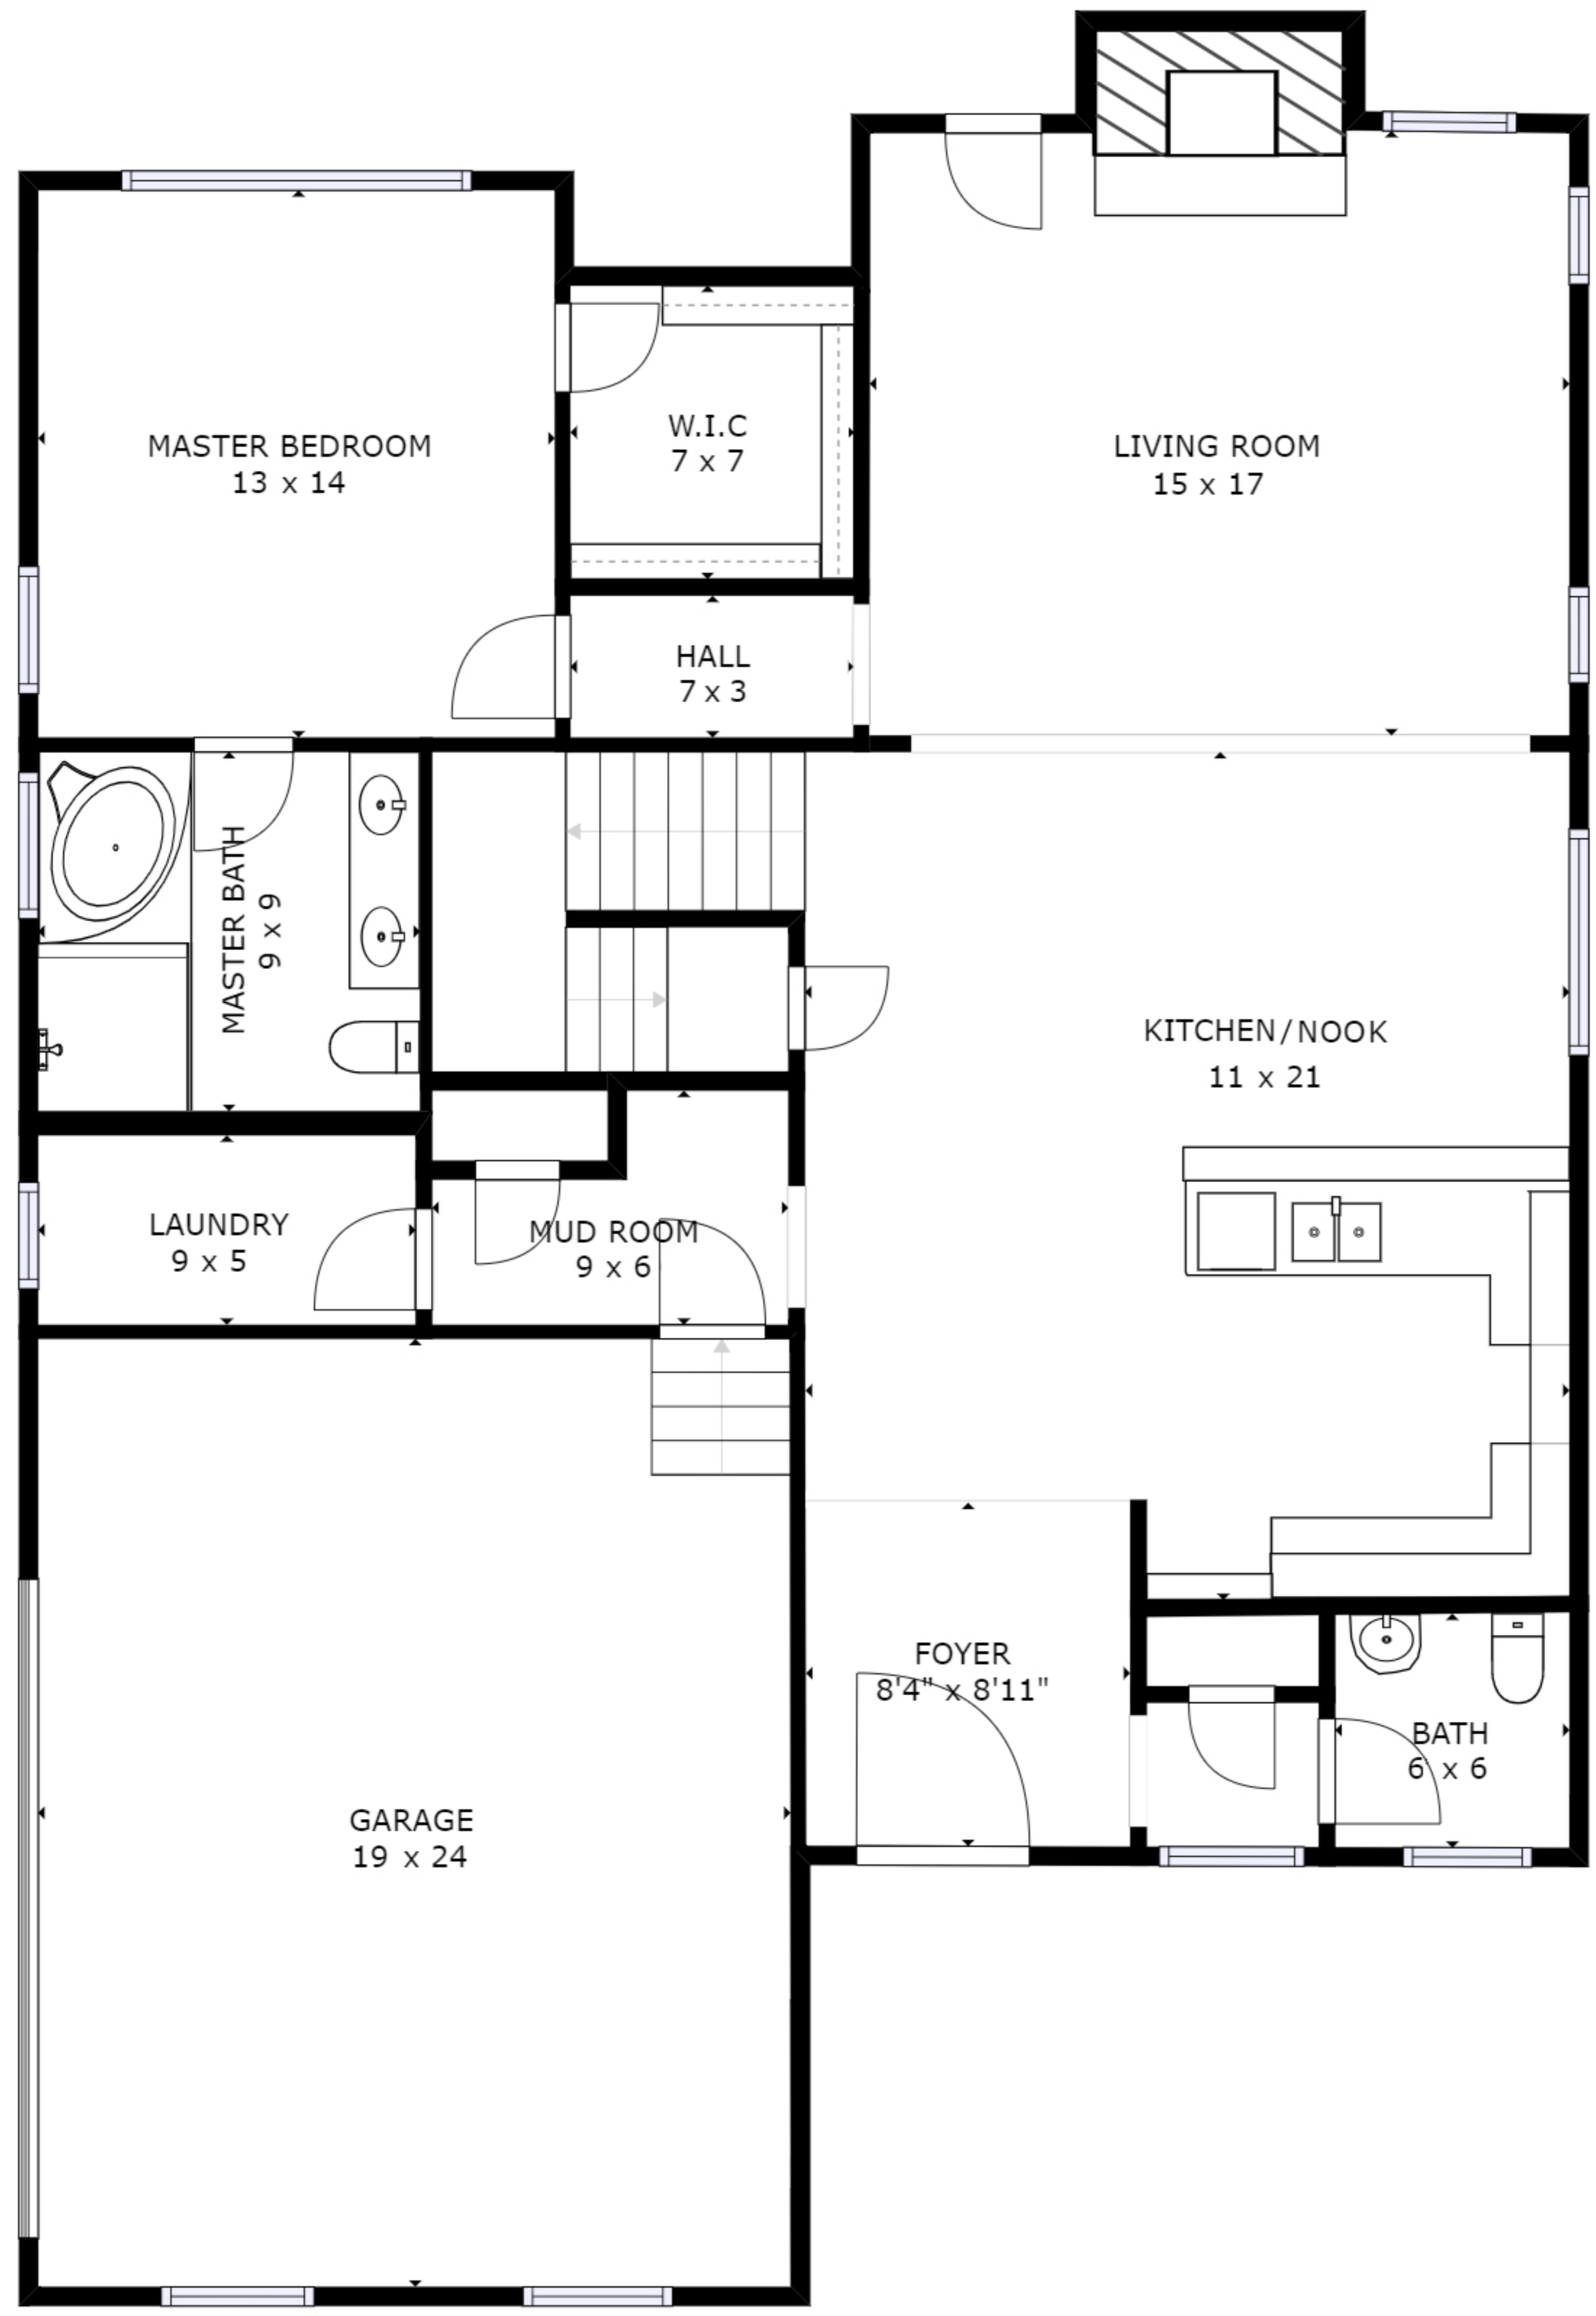 MASTER BEDROOM
13 x 14
W.I.C
7 x 7
LIVING ROOM
15 x 17
HALL
7 x 3
MASTER BATH
9 x 9
KITCHEN/NOOK
11 x 21
LAUNDRY
9 x 5
MUD ROOM
9 x 6
FOYER
8'4" x 8'11"
BATH
6' x 6
GARAGE
19 x 24